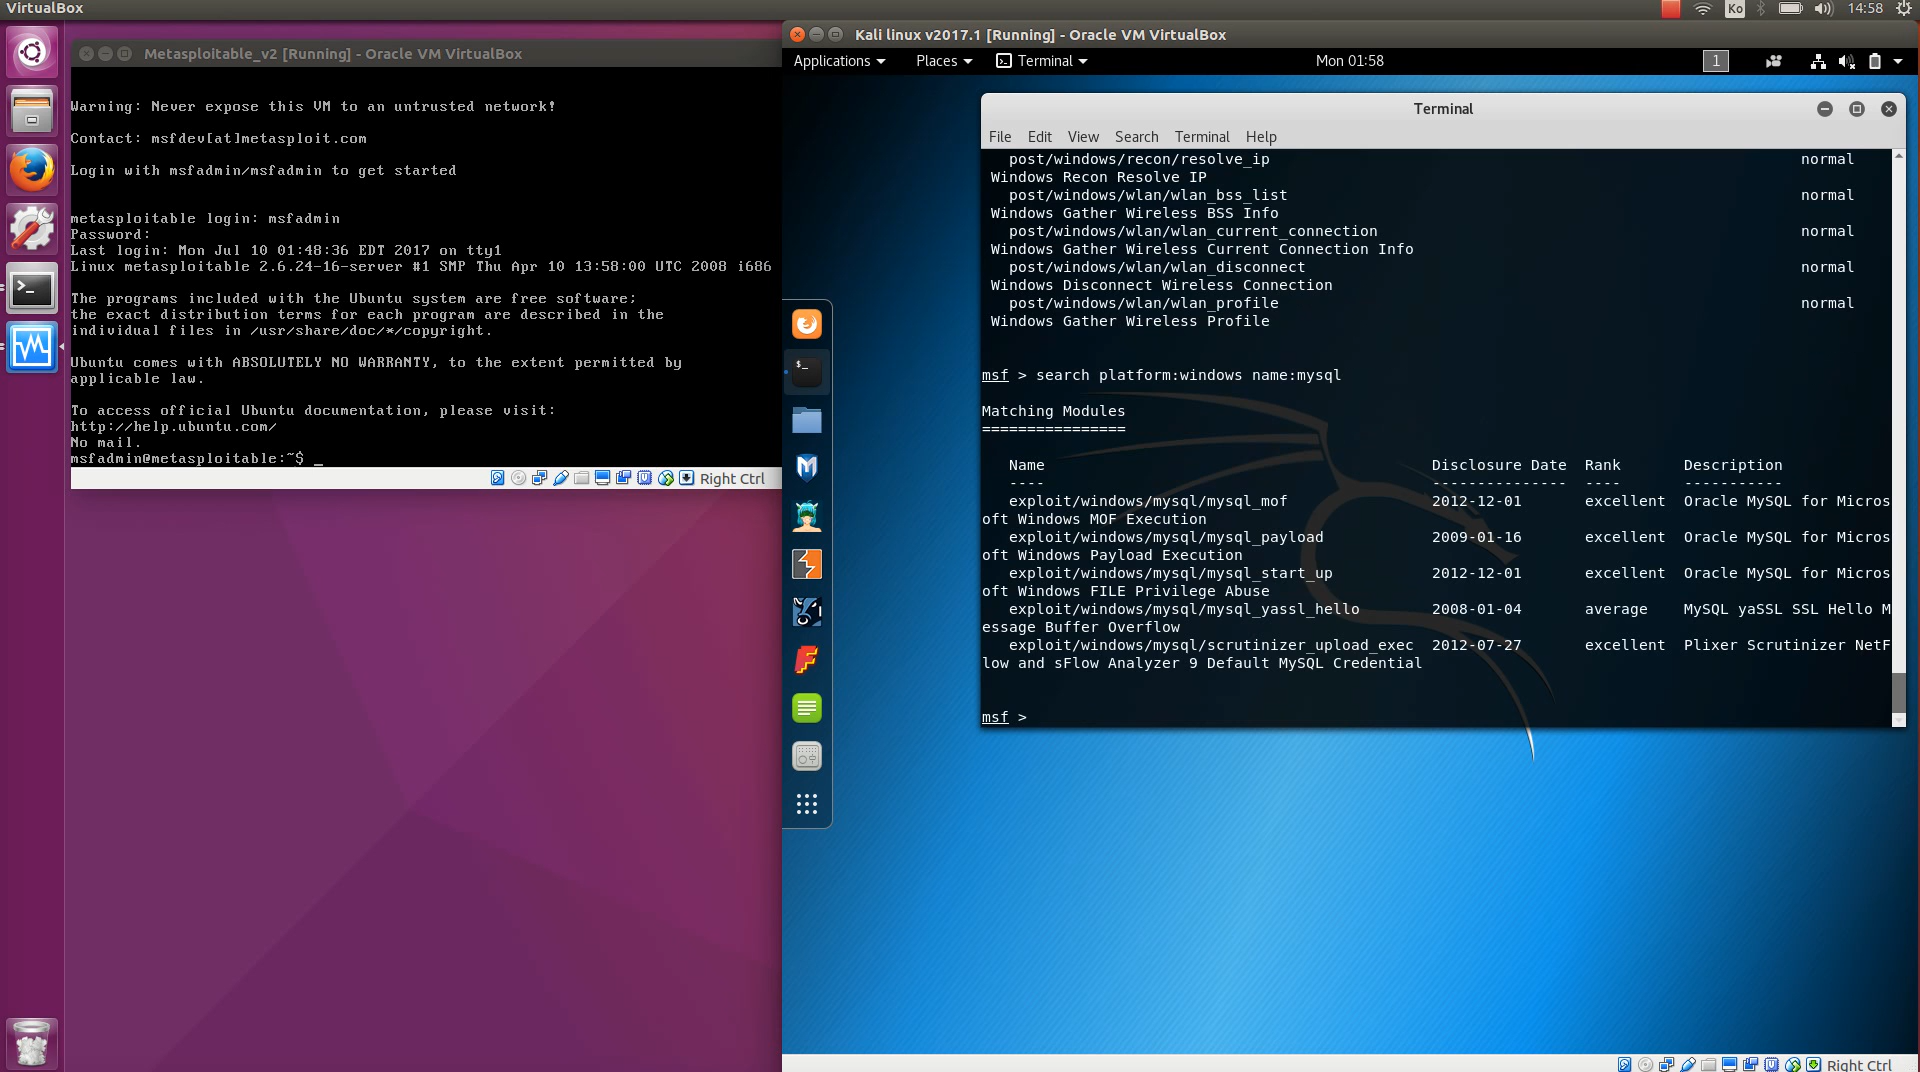 VirtualBox
Ko
14:58
Metasploitable_v2 [Running] - Oracle VM VirtualBox
Warning: Never expose this VM to an untrusted network!
Contact: msfdev[at]metasploit.com
Login with msfadmin/msfadmin to get started
metasploitable login: msfadmin
Password:
Last login: Mon Jul 10 01:48:36 EDT 2017 on tty1
Linux metasploitable 2.6.24-16-server #1 SMP Thu Apr 10 13:58:00 UTC 2008 i686
The programs included with the Ubuntu system are free software;
the exact distribution terms for each program are described in the
individual files in /usr/share/doc/*/copyright.
Ubuntu comes with ABSOLUTELY NO WARRANTY, to the extent permitted by
applicable law.
To access official Ubuntu documentation, please visit:
http://help.ubuntu.com/
No mail.
msfadmin@metasploitable:~$ _
Right Ctrl
Kali linux v2017.1 [Running] - Oracle VM VirtualBox
Applications Places Terminal Mon 01:58 1
Terminal
File Edit View Search Terminal Help
post/windows/recon/resolve_ip normal
Windows Recon Resolve IP
post/windows/wlan/wlan_bss_list normal
Windows Gather Wireless BSS Info
post/windows/wlan/wlan_current_connection normal
Windows Gather Wireless Current Connection Info
post/windows/wlan/wlan_disconnect normal
Windows Disconnect Wireless Connection
post/windows/wlan/wlan_profile normal
Windows Gather Wireless Profile
msf > search platform:windows name:mysql
Matching Modules
================
Name Disclosure Date Rank Description
---- --------------- ---- -----------
exploit/windows/mysql/mysql_mof 2012-12-01 excellent Oracle MySQL for Micros
oft Windows MOF Execution
exploit/windows/mysql/mysql_payload 2009-01-16 excellent Oracle MySQL for Micros
oft Windows Payload Execution
exploit/windows/mysql/mysql_start_up 2012-12-01 excellent Oracle MySQL for Micros
oft Windows FILE Privilege Abuse
exploit/windows/mysql/mysql_yassl_hello 2008-01-04 average MySQL yaSSL SSL Hello M
essage Buffer Overflow
exploit/windows/mysql/scrutinizer_upload_exec 2012-07-27 excellent Plixer Scrutinizer NetF
low and sFlow Analyzer 9 Default MySQL Credential
msf >
Right Ctrl